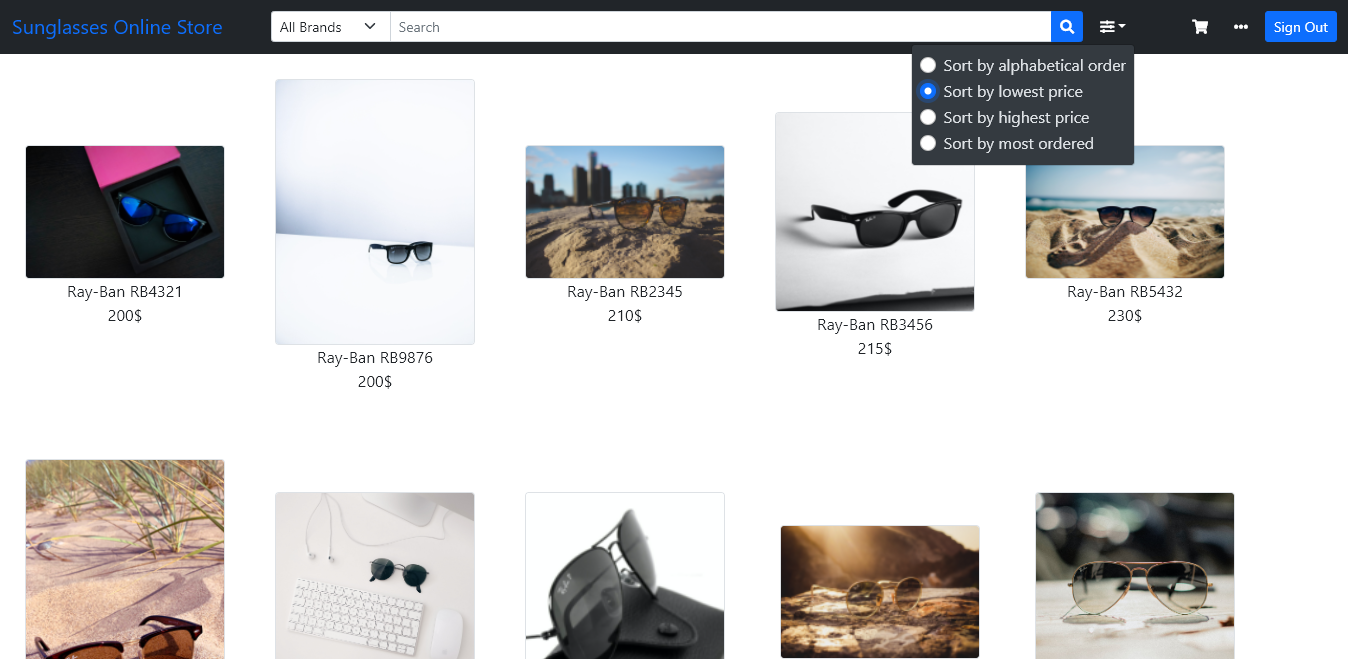 Sunglasses Online Store
All Brands
Search
Sign Out
Sort by alphabetical order
Sort by lowest price
Sort by highest price
Sort by most ordered
Ray-Ban RB4321
200$
Ray-Ban RB9876
200$
Ray-Ban RB2345
210$
Ray-Ban RB3456
215$
Ray-Ban RB5432
230$